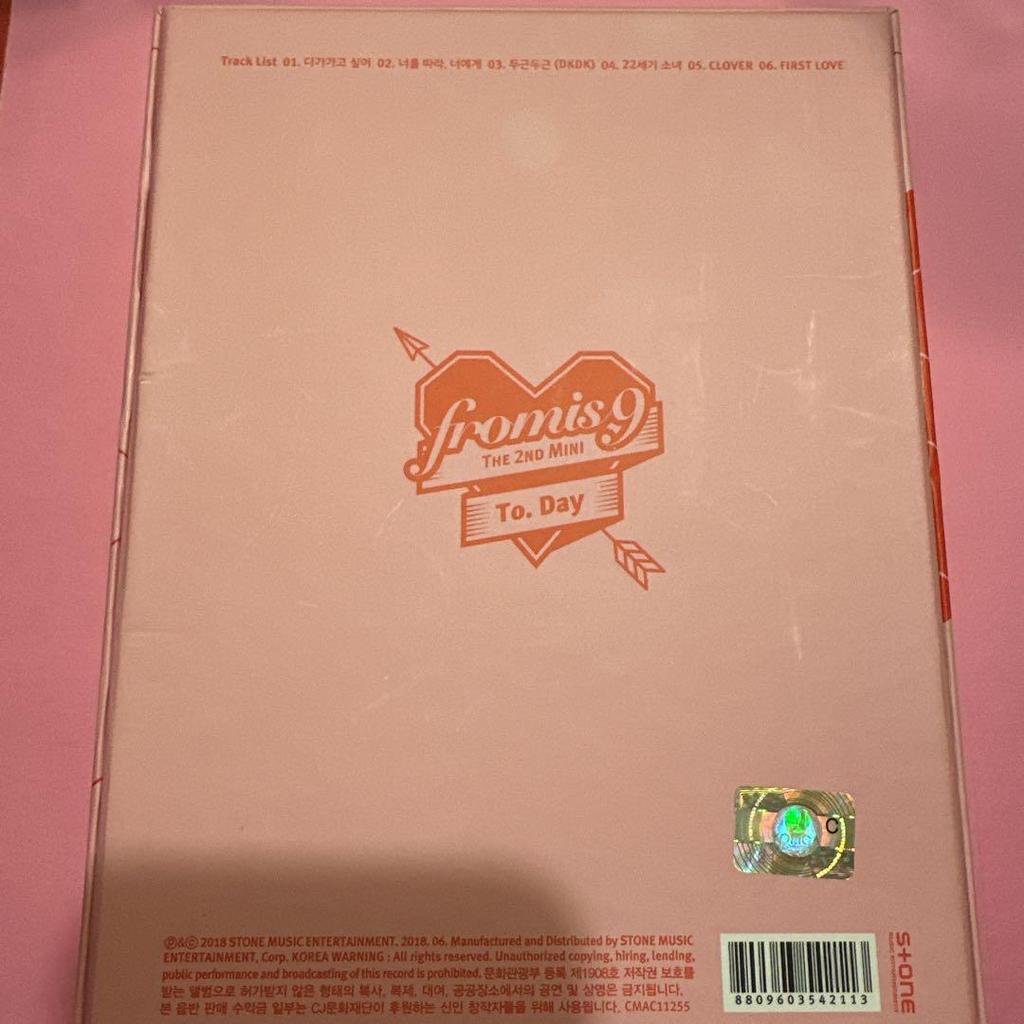 Track List 01. 다가가고 싶어 02. 너를 따라, 너에게 03. 두근두근 (DKDK) 04. 22세기 소녀 05. CLOVER 06. FIRST LOVE
fromis9
THE 2ND MINI
To. Day
C
℗&© 2018 STONE MUSIC ENTERTAINMENT. 2018. 06. Manufactured and Distributed by STONE MUSIC
ENTERTAINMENT, Corp. KOREA WARNING : All rights reserved. Unauthorized copying, hiring, lending,
public performance and broadcasting of this record is prohibited. 문화관광부 등록 제1908호 저작권 보호를
받는 앨범으로 허가받지 않은 형태의 복사, 복제, 대여, 공공장소에서의 공연 및 상영은 금지됩니다.
본 음반 판매 수익금 일부는 CJ문화재단이 후원하는 신인 창작자들을 위해 사용됩니다. CMAC11255
8809603542113
STONE
MUSIC ENTERTAINMENT